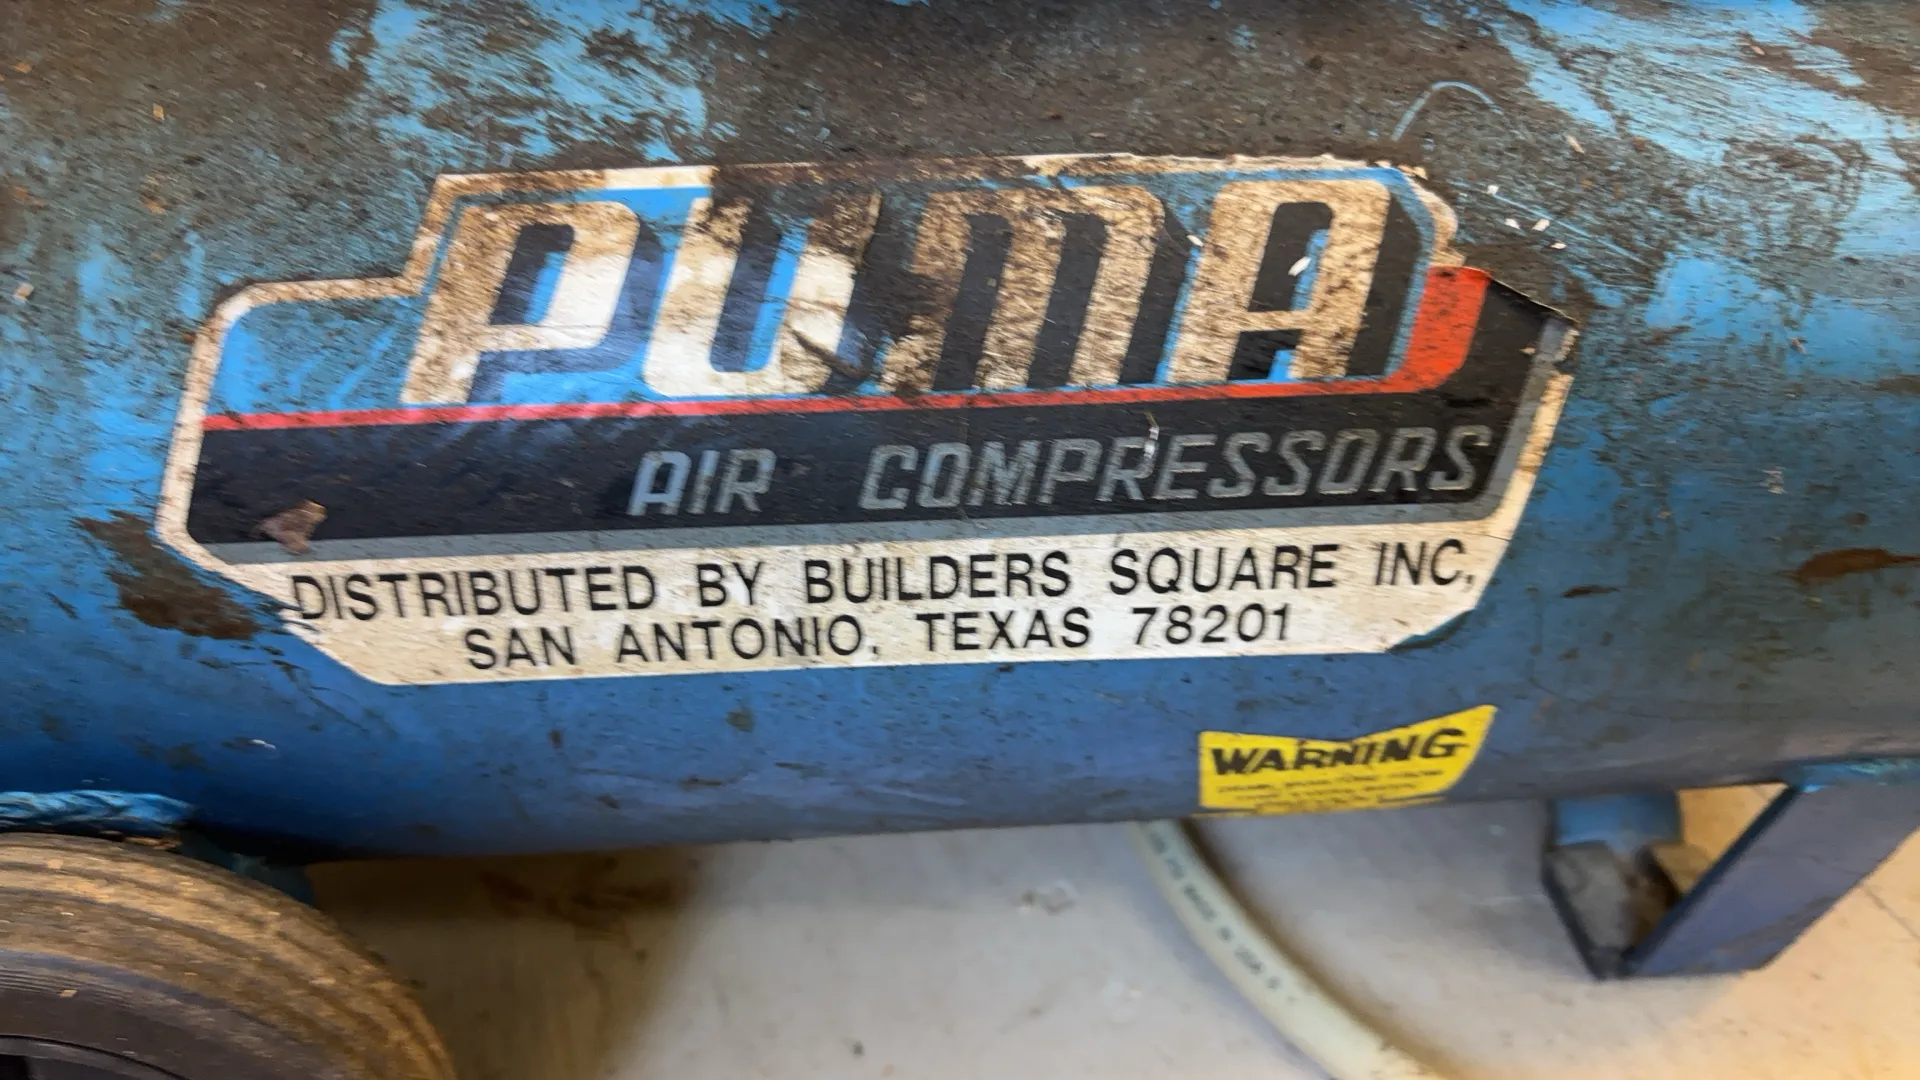 PUMA
AIR COMPRESSORS
DISTRIBUTED BY BUILDERS SQUARE INC,
SAN ANTONIO, TEXAS 78201
WARNING